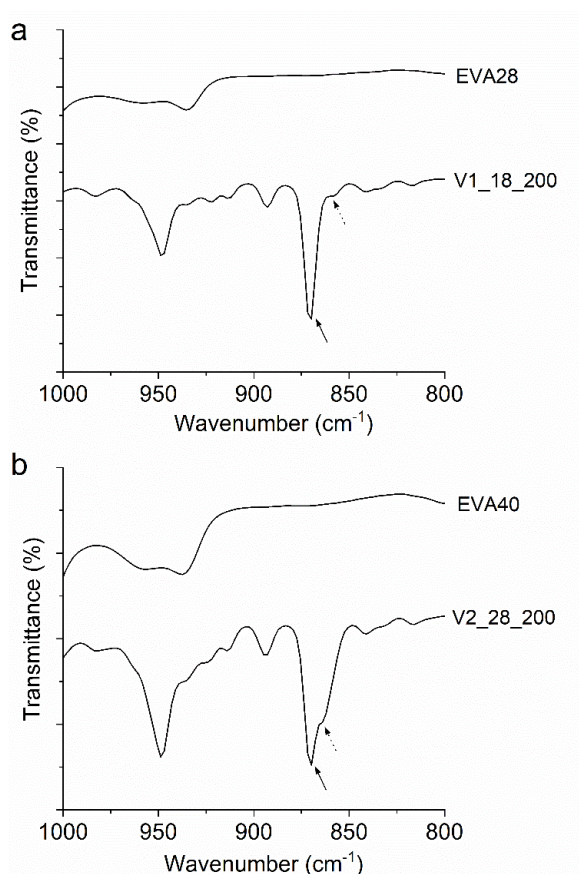 a
EVA28
V1_18_200
Transmittance (%)
1000 950 900 850 800
Wavenumber (cm⁻¹)
b
EVA40
V2_28_200
Transmittance (%)
1000 950 900 850 800
Wavenumber (cm⁻¹)